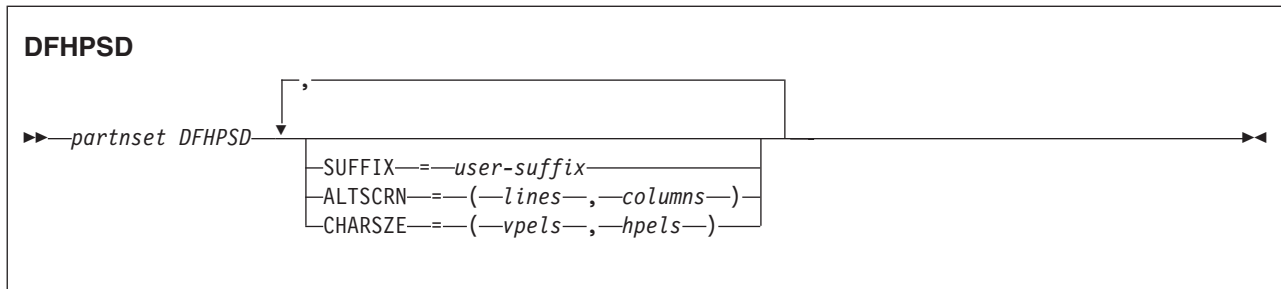 DFHPSD
,
partnset DFHPSD
SUFFIX = user-suffix
ALTSCRN = ( lines , columns )
CHARSZE = ( vpels , hpels )